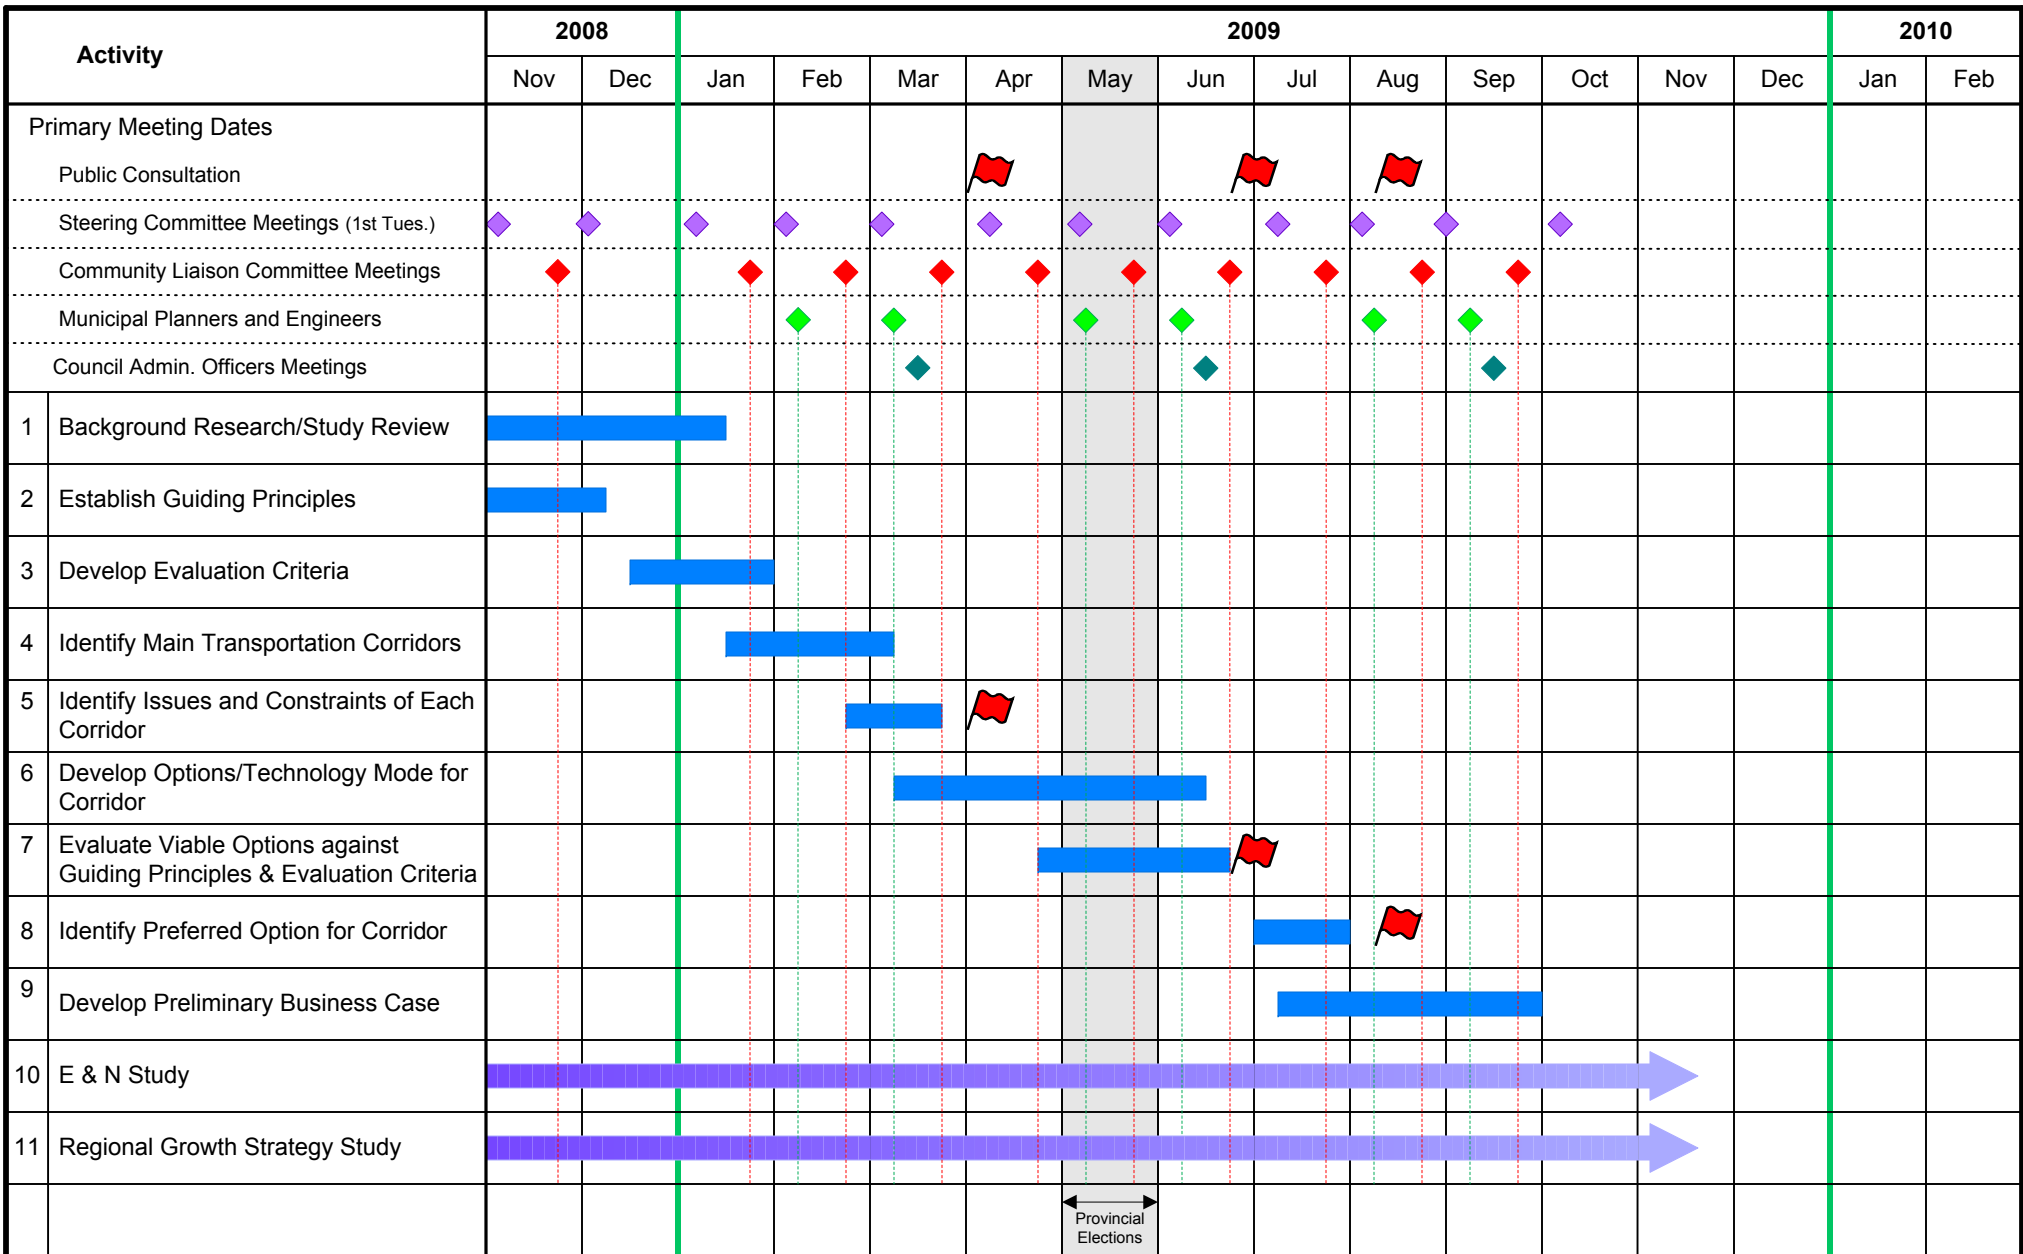 Activity
2008
2009
2010
Nov Dec Jan Feb Mar Apr May Jun Jul Aug Sep Oct Nov Dec Jan Feb
Primary Meeting Dates
Public Consultation
Steering Committee Meetings (1st Tues.)
Community Liaison Committee Meetings
Municipal Planners and Engineers
Council Admin. Officers Meetings
1 Background Research/Study Review
2 Establish Guiding Principles
3 Develop Evaluation Criteria
4 Identify Main Transportation Corridors
5 Identify Issues and Constraints of Each
Corridor
6 Develop Options/Technology Mode for
Corridor
7 Evaluate Viable Options against
Guiding Principles & Evaluation Criteria
8 Identify Preferred Option for Corridor
9 Develop Preliminary Business Case
10 E & N Study
11 Regional Growth Strategy Study
Provincial
Elections